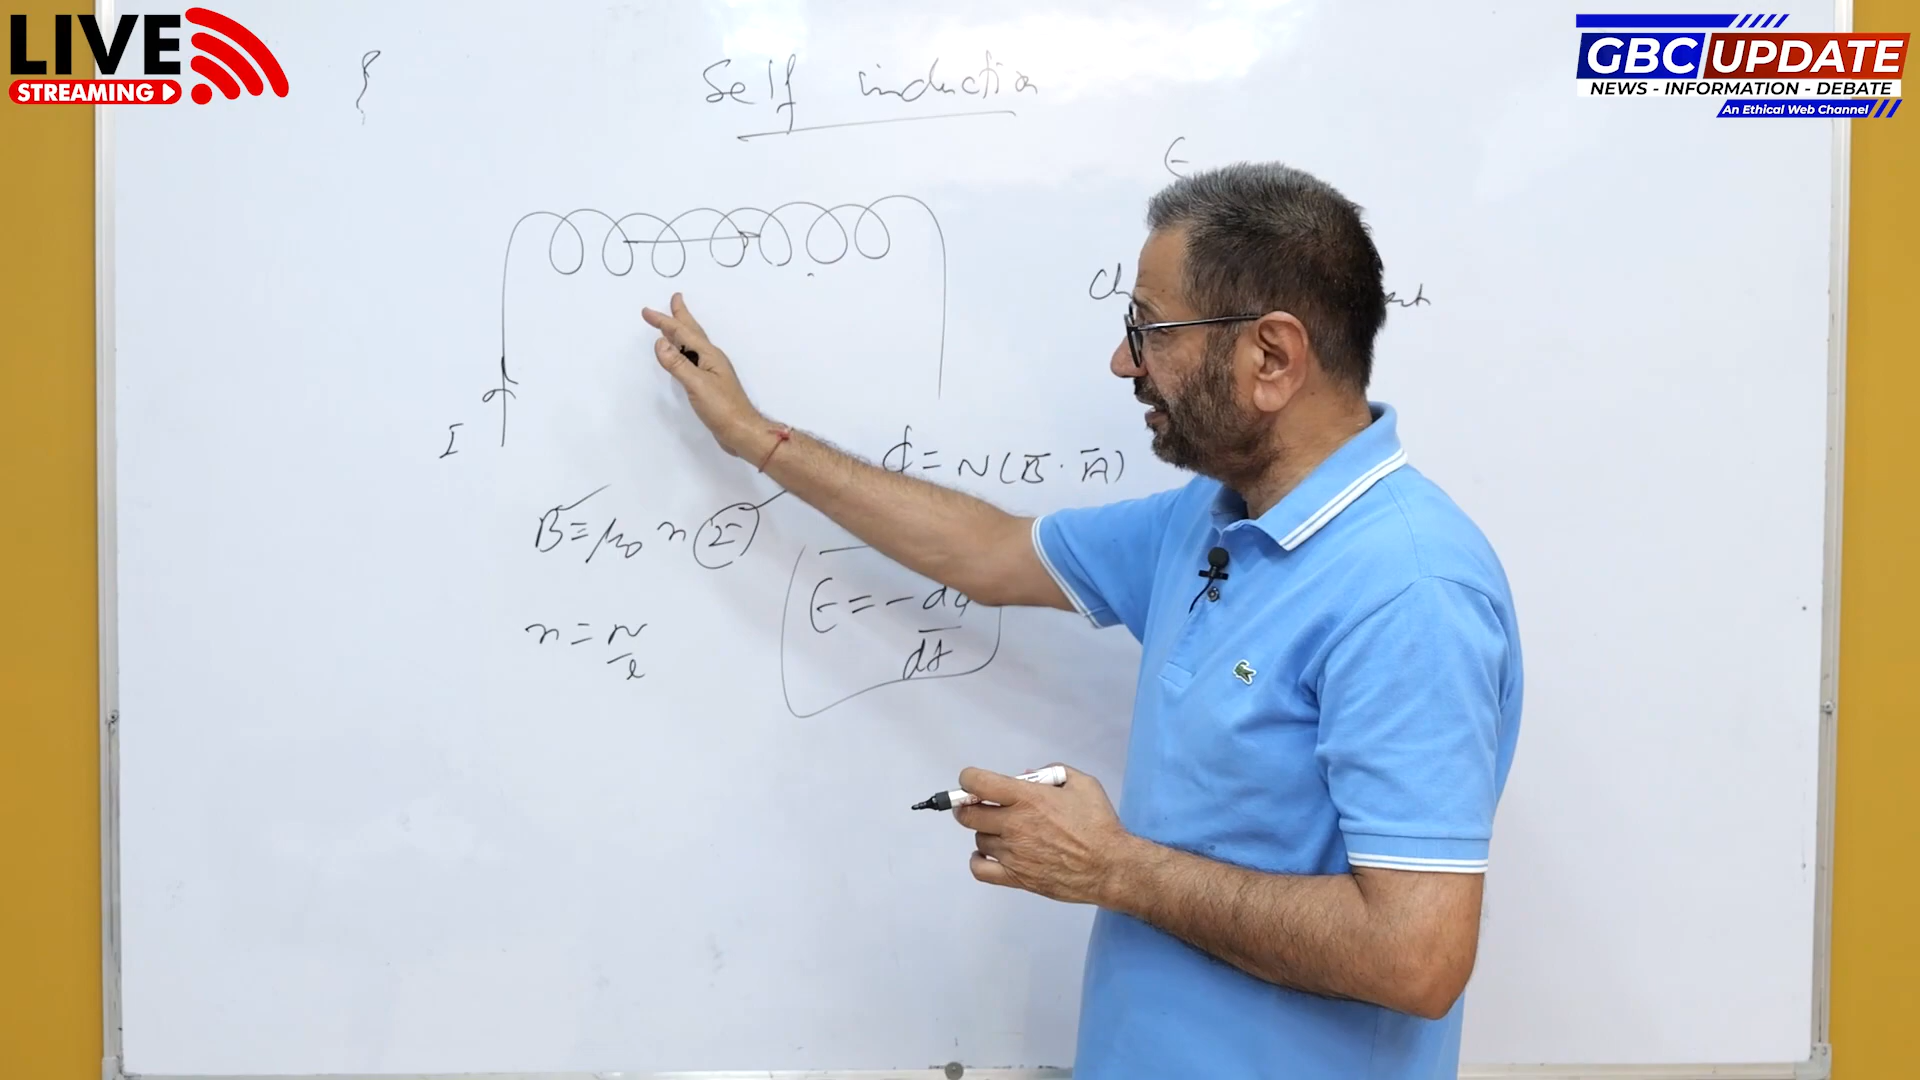 LIVE
STREAMING
GBC UPDATE
NEWS - INFORMATION - DEBATE
An Ethical Web Channel
Self induction
I
ϕ = N(B̄ · Ā)
B = μ₀ n I
n = N/l
E = - dϕ/dt